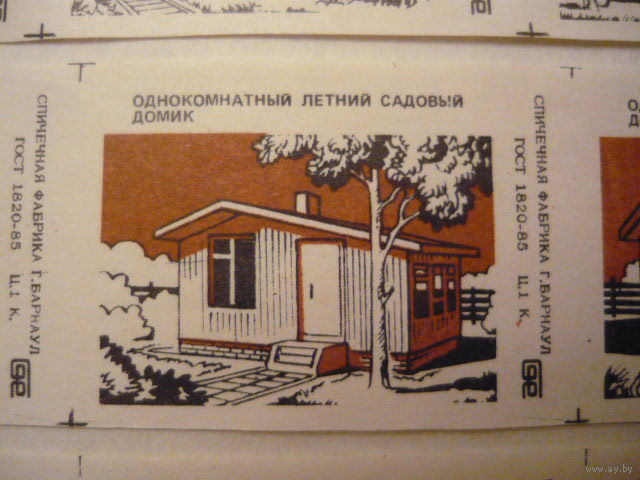 ОДНОКОМНАТНЫЙ ЛЕТНИЙ САДОВЫЙ
ДОМИК
СПИЧЕЧНАЯ ФАБРИКА Г.БАРНАУЛ
ГОСТ 1820-85 Ц.1 К.
СПИЧЕЧНАЯ ФАБРИКА Г.БАРНАУЛ
ГОСТ 1820-85 Ц.1 К.
www.ay.by